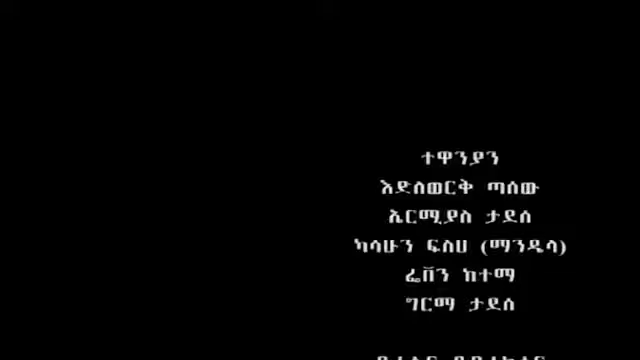 ተዋንያን
እድለወርቅ ጣሰው
ኤርሚያስ ታደሰ
ካሳሁን ፍስሀ (ማንዴላ)
ፌቨን ከተማ
ግርማ ታደሰ